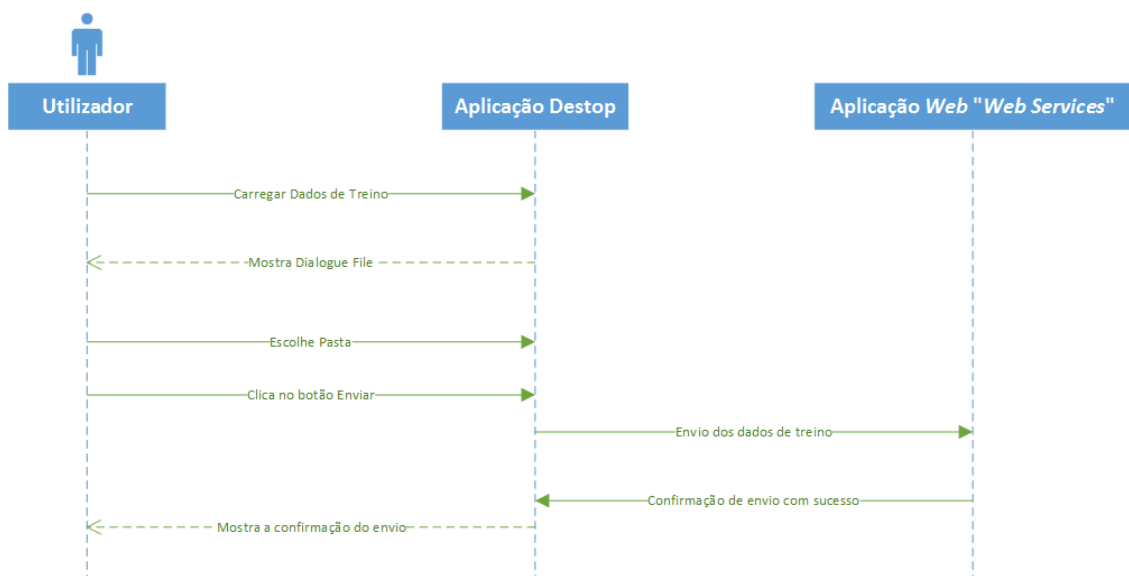 Utilizador
Aplicação Destop
Aplicação Web "Web Services"
Carregar Dados de Treino
Mostra Dialogue File
Escolhe Pasta
Clica no botão Enviar
Envio dos dados de treino
Confirmação de envio com sucesso
Mostra a confirmação do envio